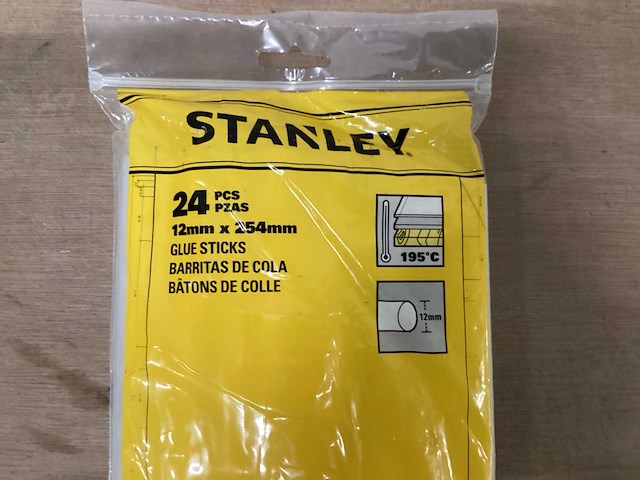 STANLEY
24 PCS
PZAS
12mm x 254mm
GLUE STICKS
BARRITAS DE COLA
BÂTONS DE COLLE
195°C
12mm